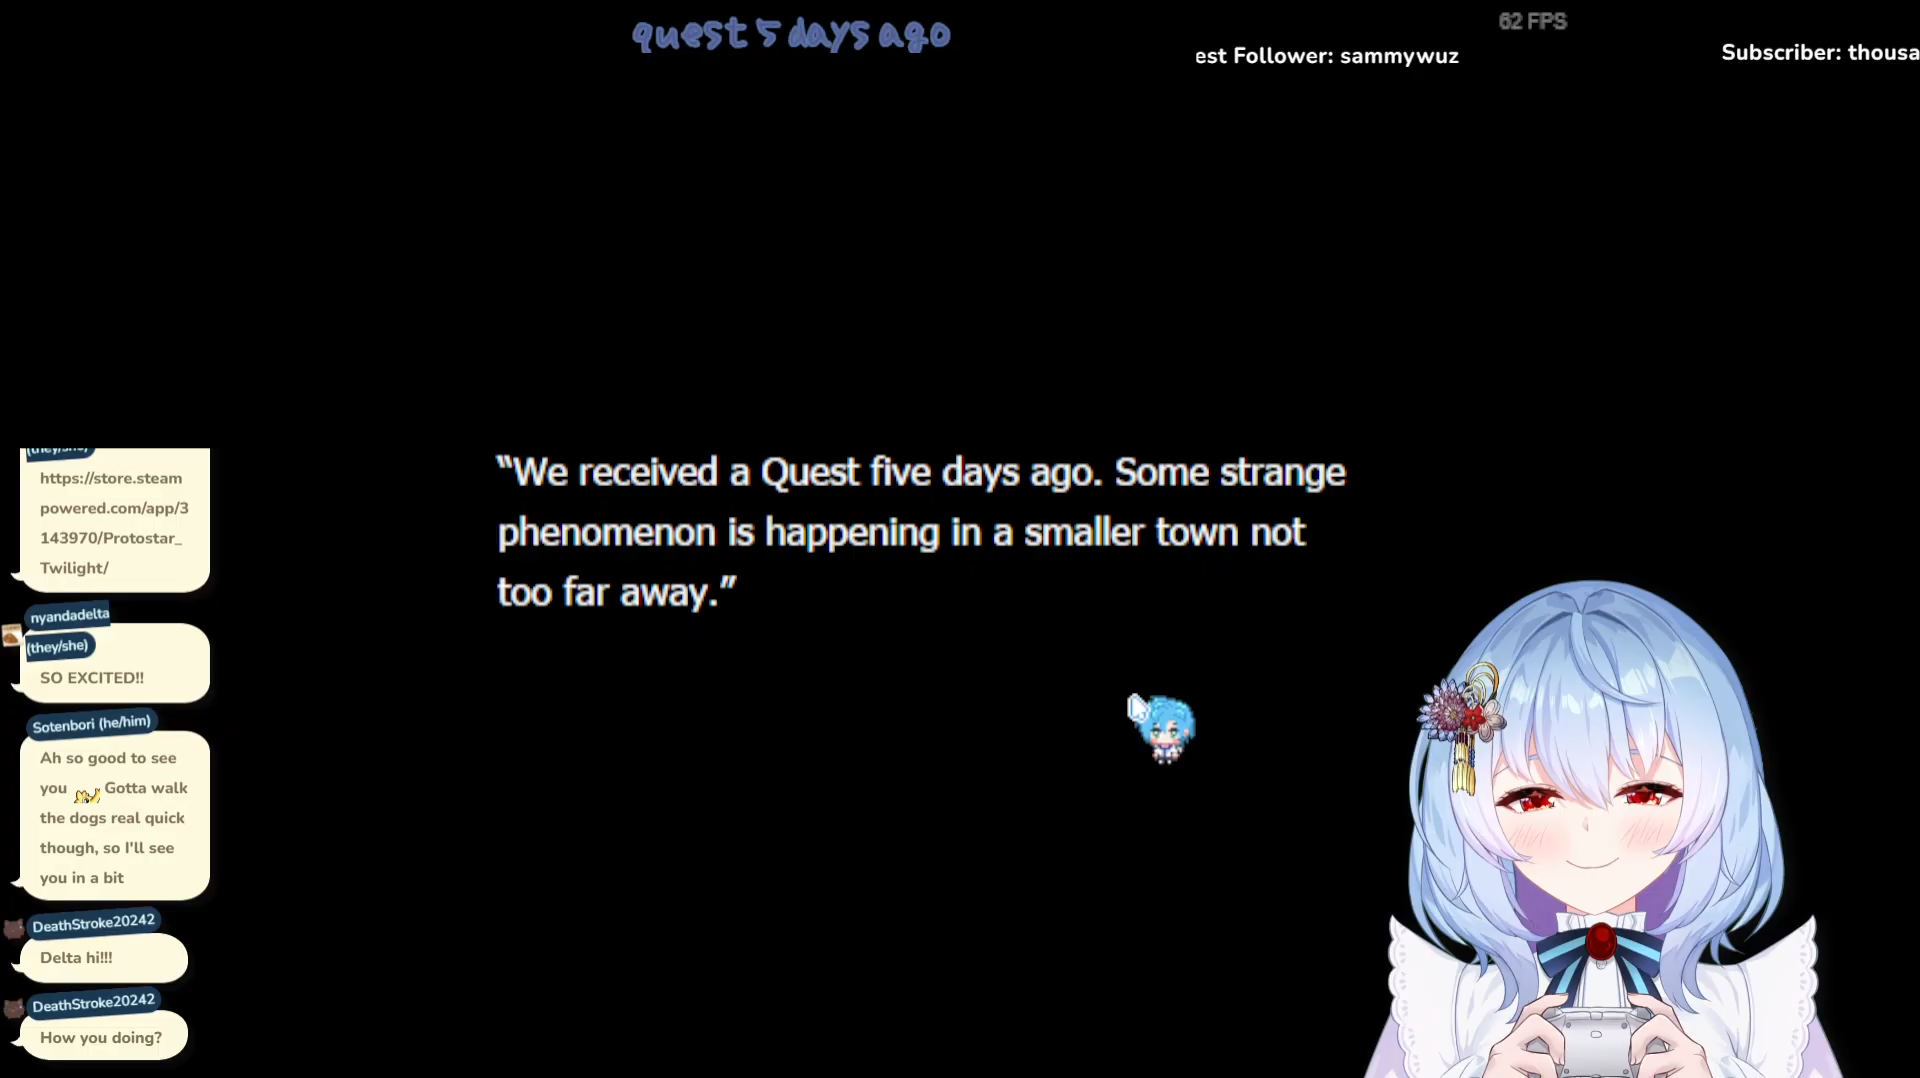 quest 5 days ago
62 FPS
est Follower: sammywuz
Subscriber: thousa
“We received a Quest five days ago. Some strange
phenomenon is happening in a smaller town not
too far away.”
(they/she)
https://store.steam
powered.com/app/3
143970/Protostar_
Twilight/
nyandadelta
(they/she)
SO EXCITED!!
Sotenbori (he/him)
Ah so good to see
you Gotta walk
the dogs real quick
though, so I'll see
you in a bit
DeathStroke20242
Delta hi!!!
DeathStroke20242
How you doing?